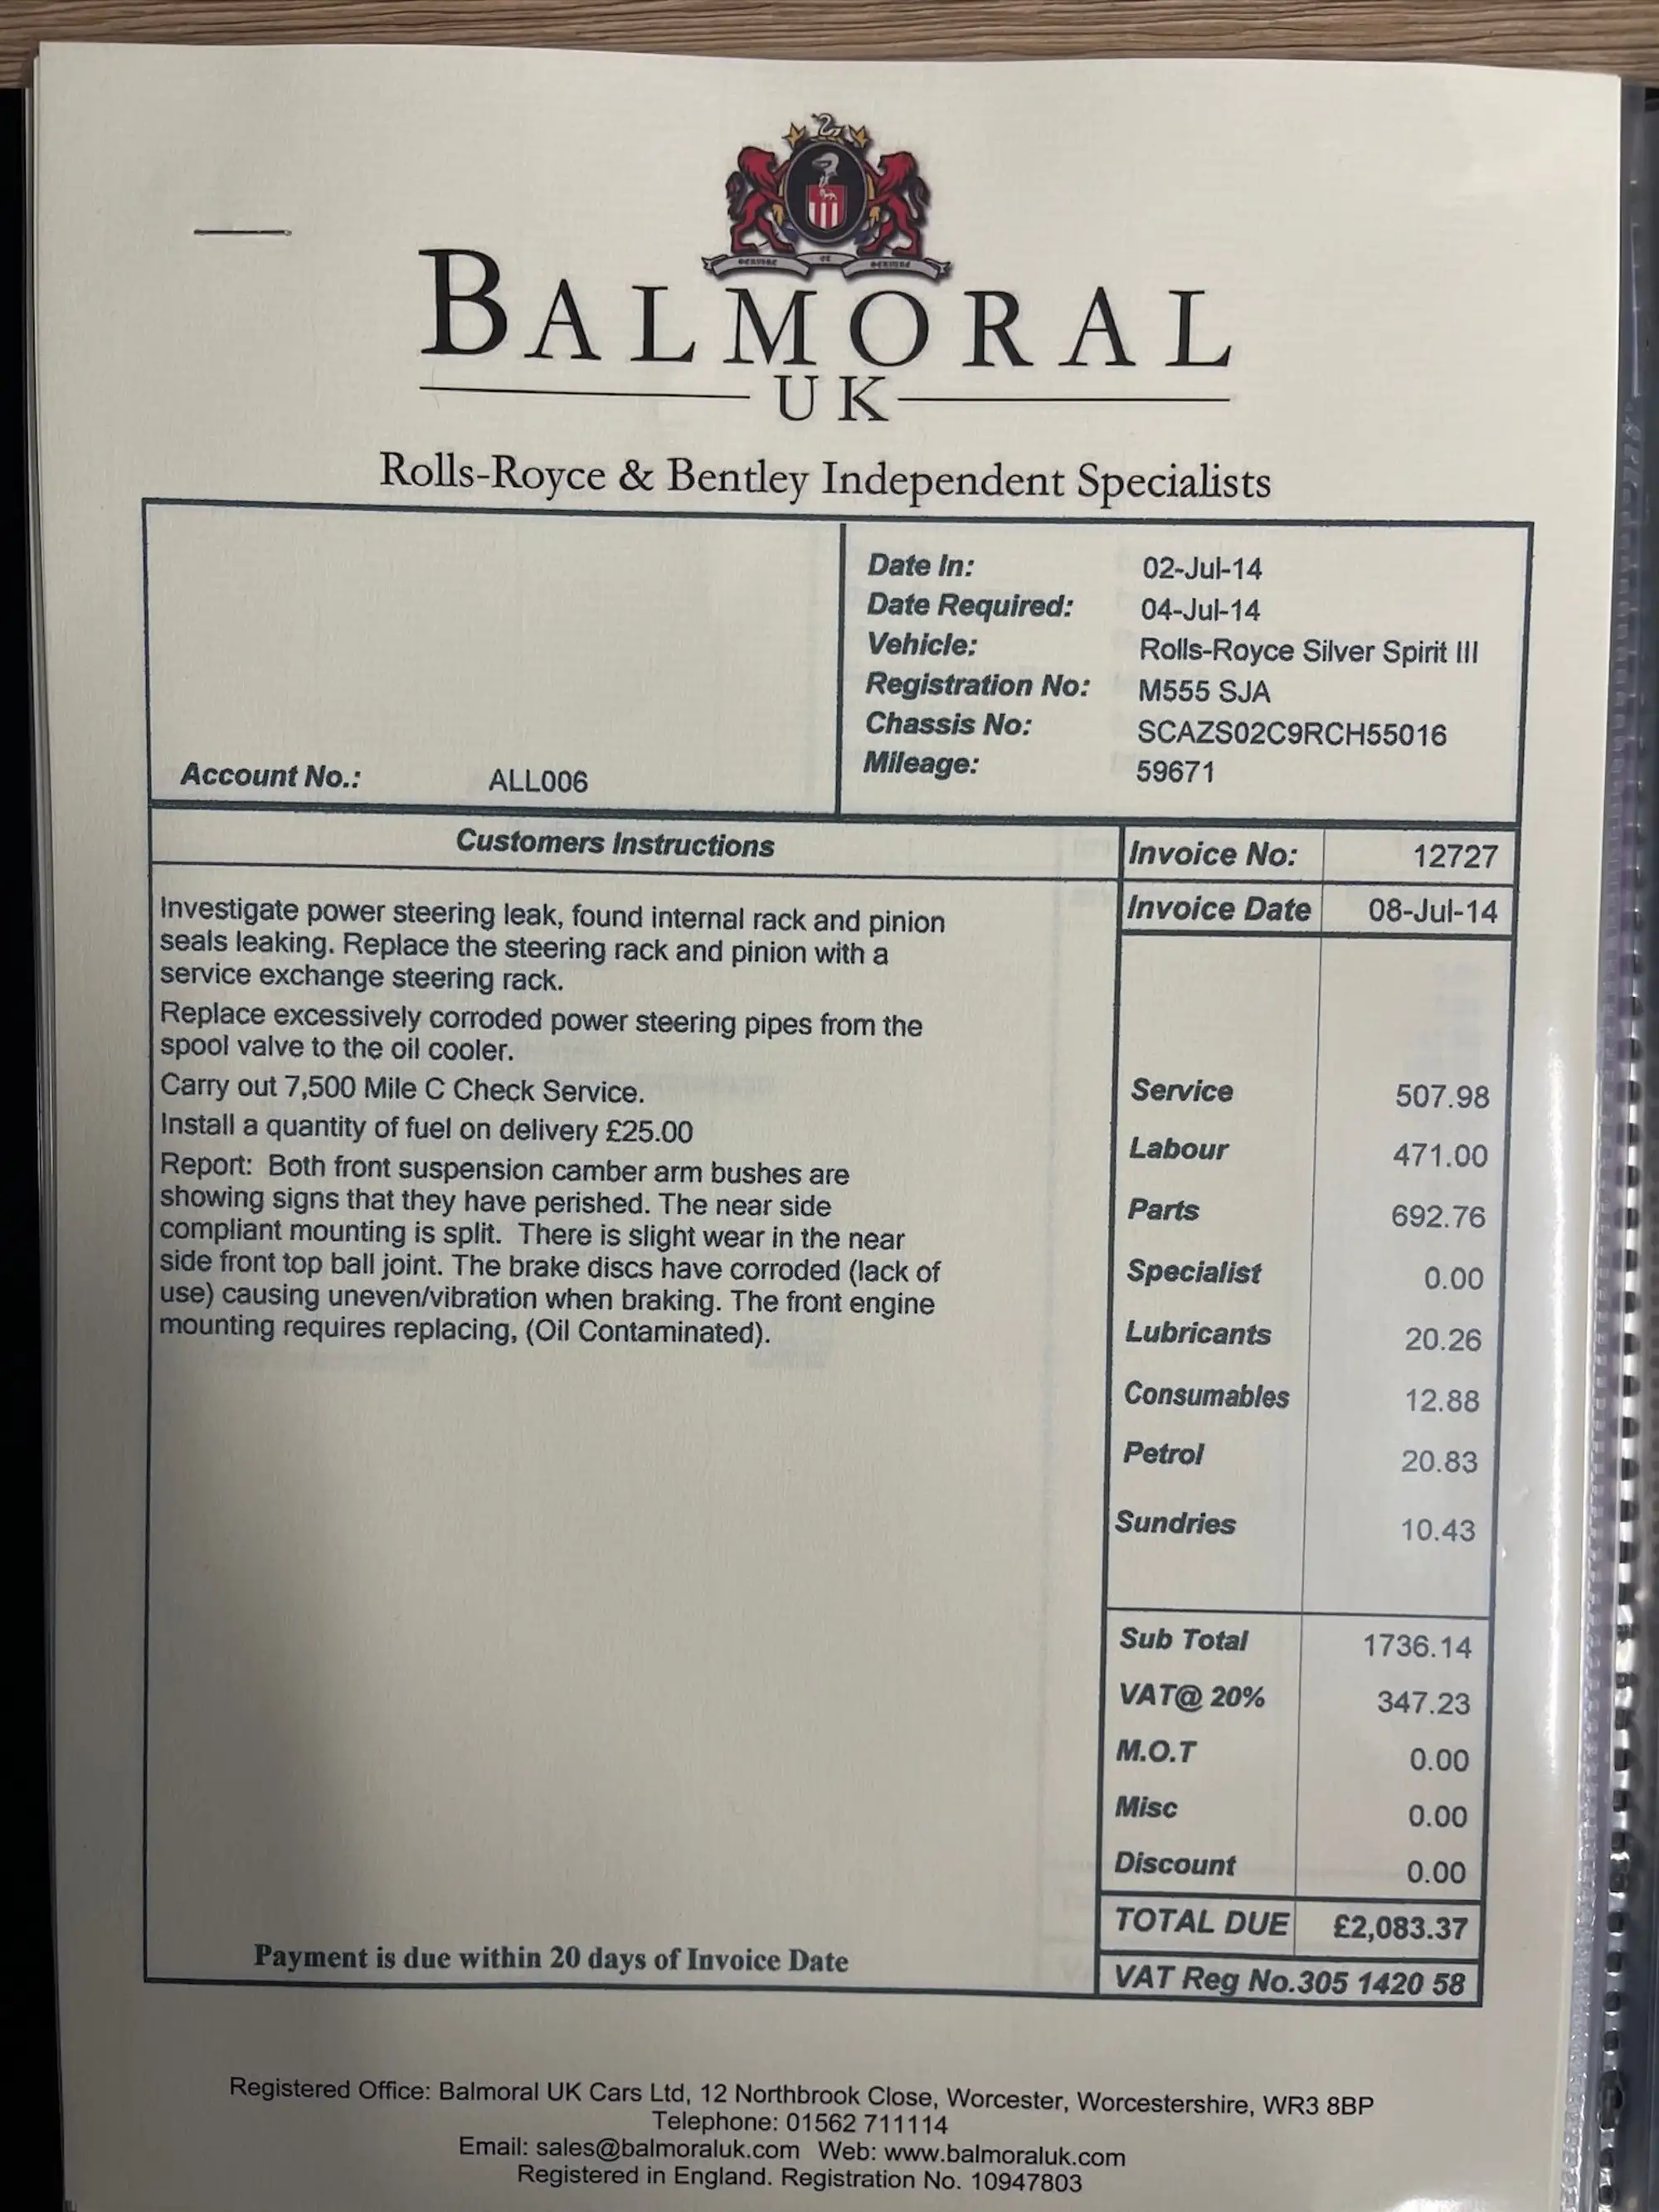 BALMORAL
UK
Rolls-Royce & Bentley Independent Specialists
Date In: 02-Jul-14
Date Required: 04-Jul-14
Vehicle: Rolls-Royce Silver Spirit III
Registration No: M555 SJA
Chassis No: SCAZS02C9RCH55016
Mileage: 59671
Account No.: ALL006
Customers Instructions
Invoice No: 12727
Invoice Date 08-Jul-14
Investigate power steering leak, found internal rack and pinion
seals leaking. Replace the steering rack and pinion with a
service exchange steering rack.
Replace excessively corroded power steering pipes from the
spool valve to the oil cooler.
Carry out 7,500 Mile C Check Service.
Install a quantity of fuel on delivery £25.00
Report: Both front suspension camber arm bushes are
showing signs that they have perished. The near side
compliant mounting is split. There is slight wear in the near
side front top ball joint. The brake discs have corroded (lack of
use) causing uneven/vibration when braking. The front engine
mounting requires replacing, (Oil Contaminated).
Service 507.98
Labour 471.00
Parts 692.76
Specialist 0.00
Lubricants 20.26
Consumables 12.88
Petrol 20.83
Sundries 10.43
Sub Total 1736.14
VAT@ 20% 347.23
M.O.T 0.00
Misc 0.00
Discount 0.00
TOTAL DUE £2,083.37
Payment is due within 20 days of Invoice Date
VAT Reg No.305 1420 58
Registered Office: Balmoral UK Cars Ltd, 12 Northbrook Close, Worcester, Worcestershire, WR3 8BP
Telephone: 01562 711114
Email: sales@balmoraluk.com Web: www.balmoraluk.com
Registered in England. Registration No. 10947803